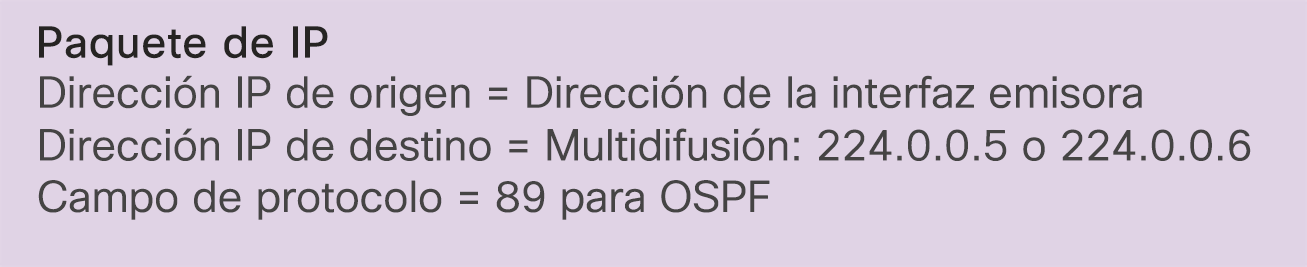 Paquete de IP
Dirección IP de origen = Dirección de la interfaz emisora
Dirección IP de destino = Multidifusión: 224.0.0.5 o 224.0.0.6
Campo de protocolo = 89 para OSPF